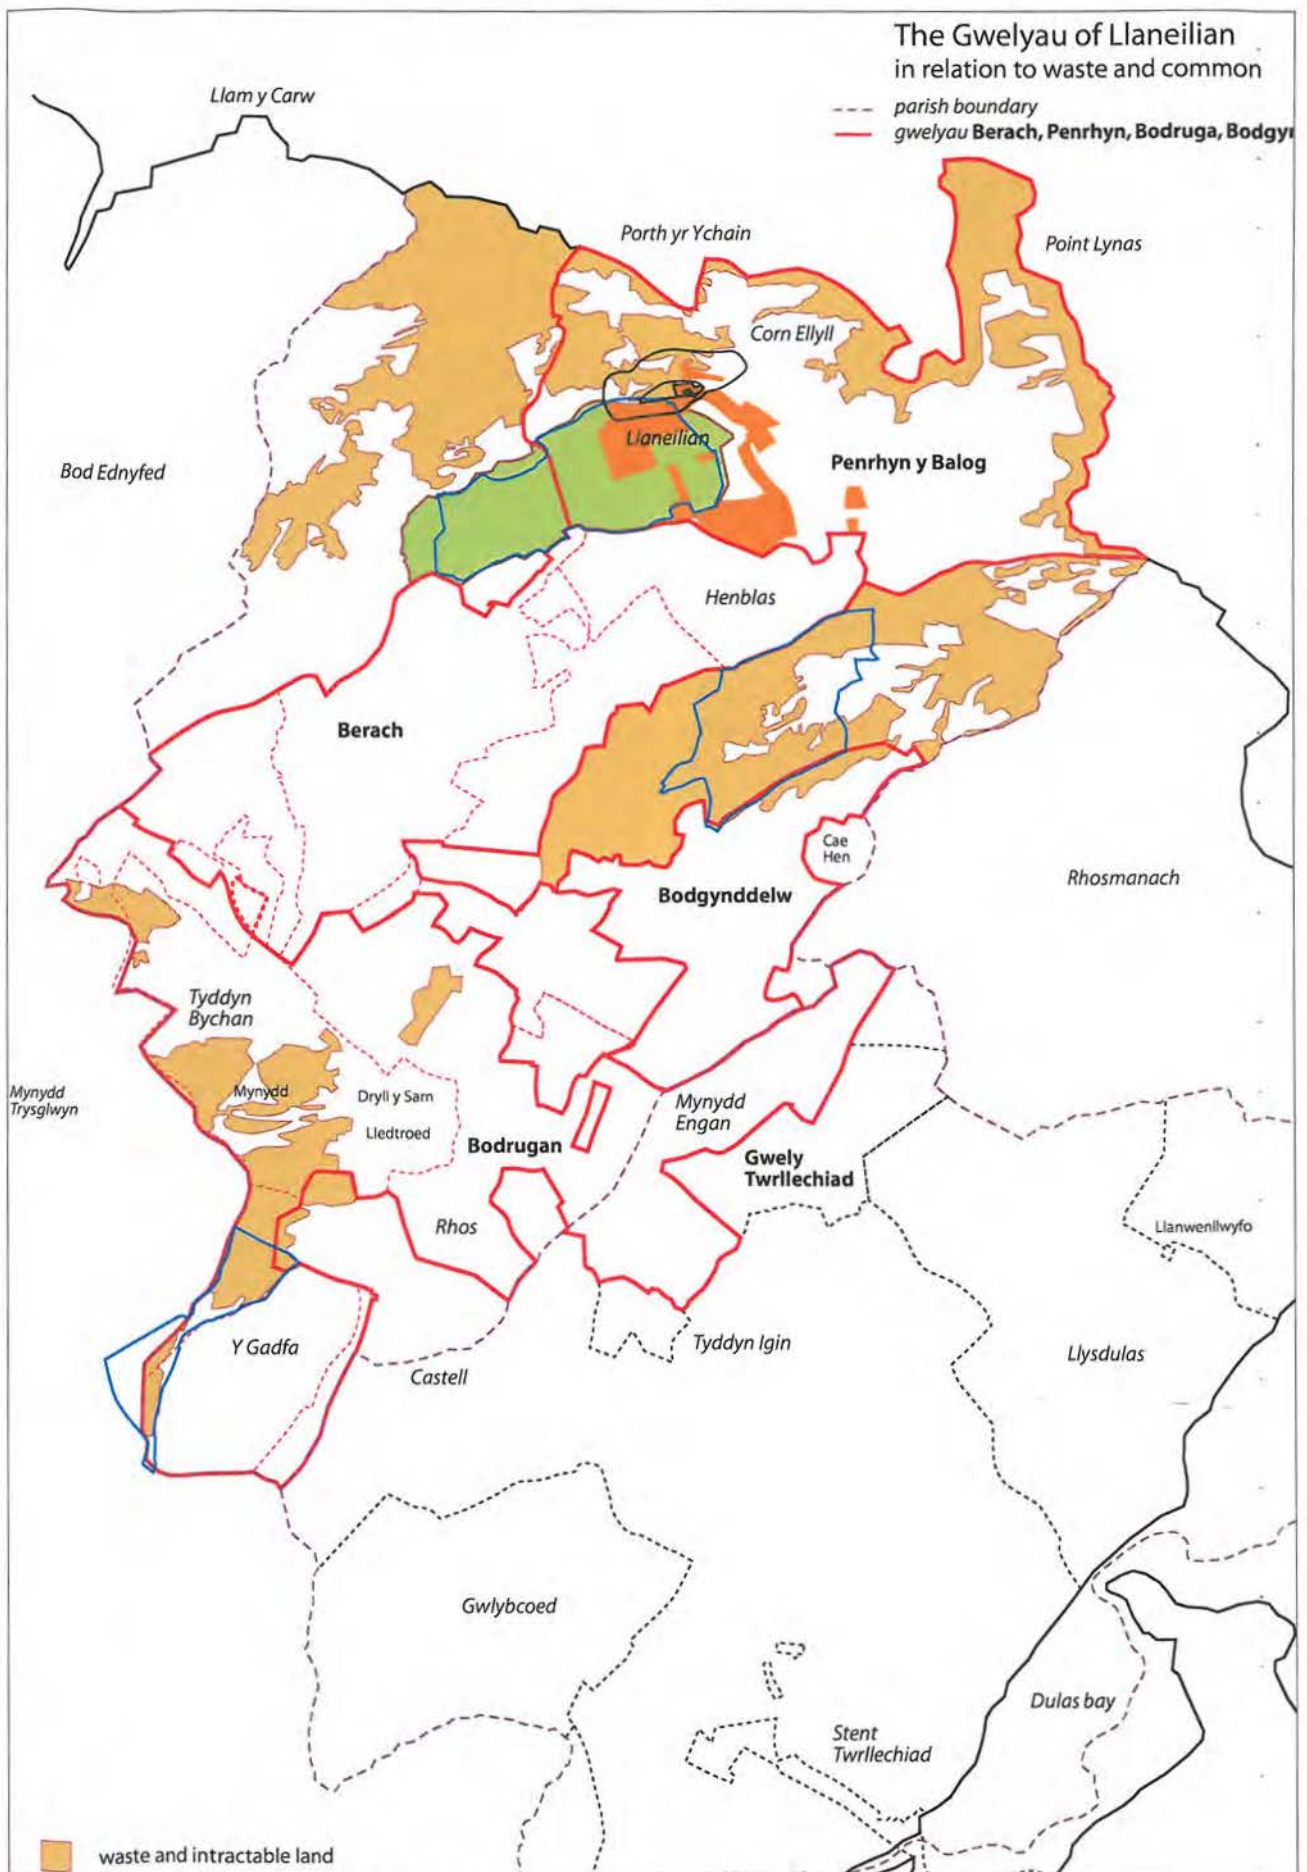 The Gwelyau of Llaneilian
in relation to waste and common
parish boundary
gwelyau Berach, Penrhyn, Bodruga, Bodgy
Llam y Carw
Porth yr Ychain
Point Lynas
Corn Ellyll
Llaneilian
Bod Ednyfed
Penrhyn y Balog
Henblas
Berach
Cae
Hen
Rhosmanach
Bodgynddelw
Tyddyn
Bychan
Mynydd
Trysglwyn
Mynydd
Dryll y Sarn
Lledtroed
Bodrugan
Mynydd
Engan
Gwely
Twrllechiad
Rhos
Llanwenllwyfo
Y Gadfa
Castell
Tyddyn Igin
Llysdulas
Gwlybcoed
Dulas bay
Stent
Twrllechiad
waste and intractable land